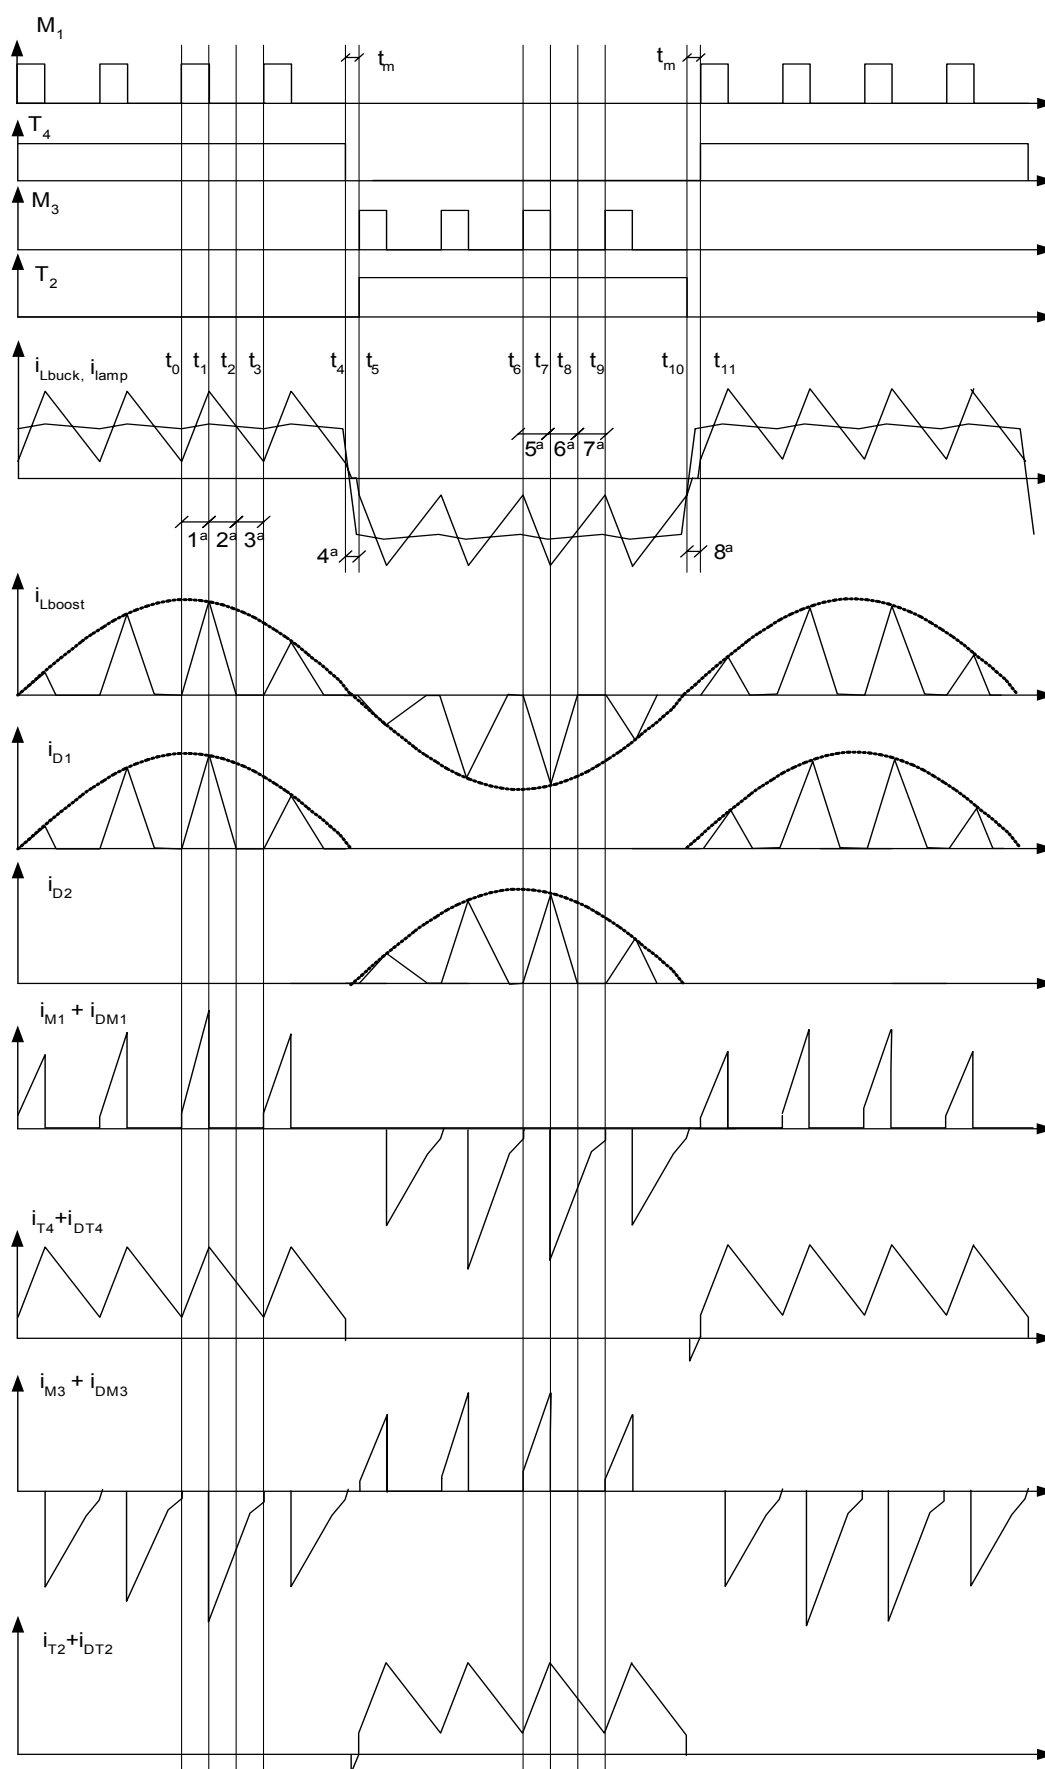 M1
tm tm
T4
M3
T2
iLbuck, ilamp t0 t1 t2 t3 t4 t5 t6 t7 t8 t9 t10 t11
5ª 6ª 7ª
1ª 2ª 3ª 4ª 8ª
iLboost
iD1
iD2
iM1 + iDM1
iT4+iDT4
iM3 + iDM3
iT2+iDT2